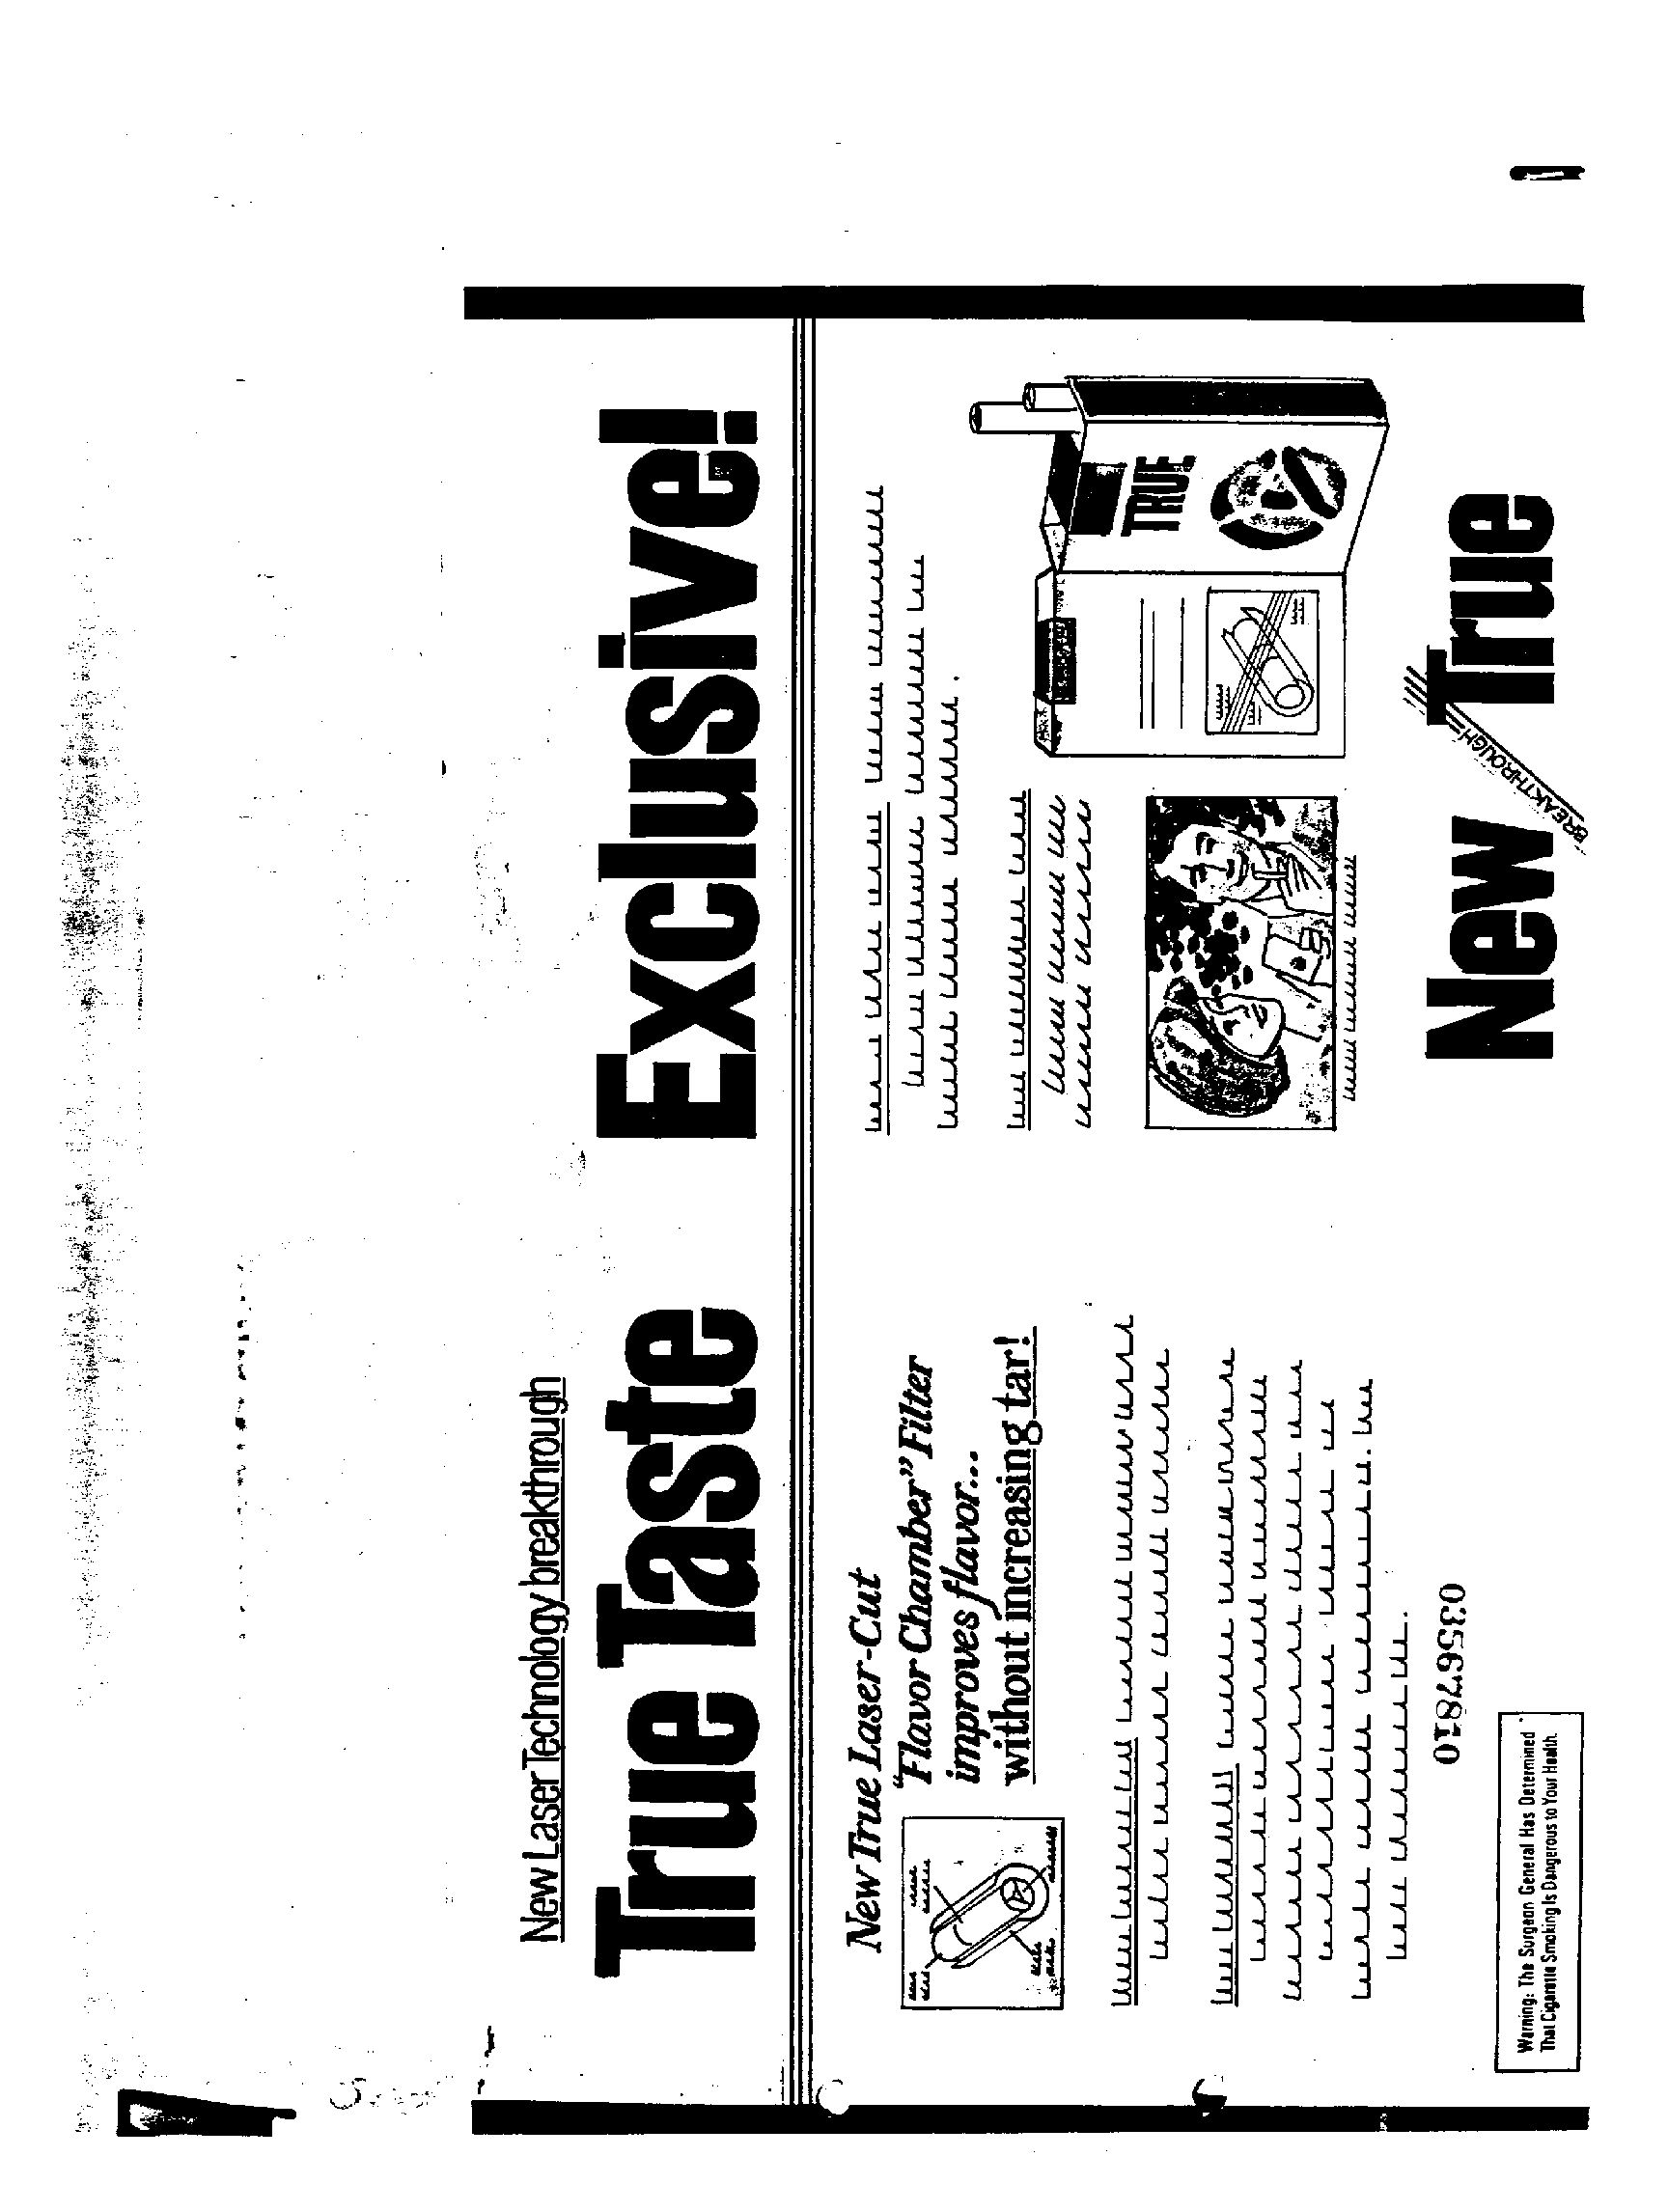 New Laser Technology breakthrough
True Taste Exclusive!
New True Laser-Cut
"Flavor Chamber" Filter
improves flavor...
without increasing tar!
TRUE
New True
BREAKTHROUGH
03567810
Warning: The Surgeon General Has Determined
That Cigarette Smoking Is Dangerous to Your Health.